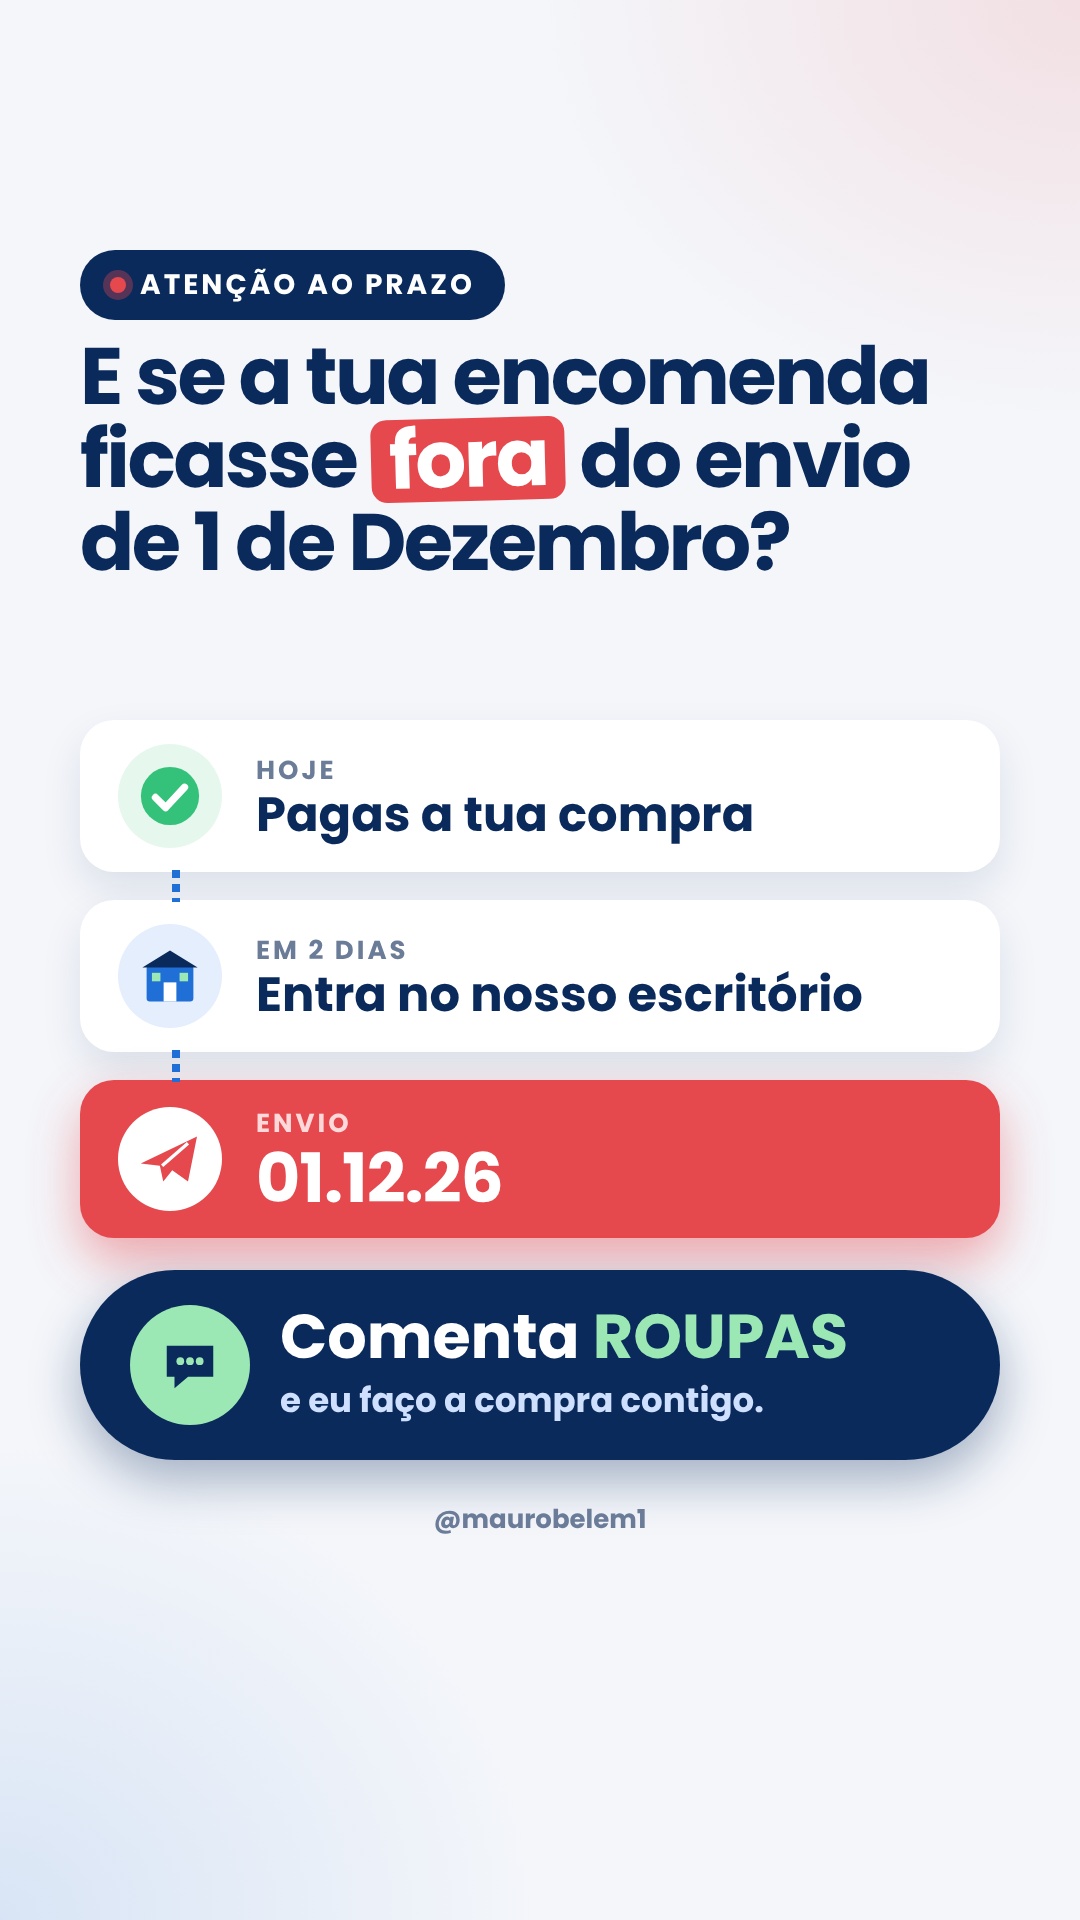 ATENÇÃO AO PRAZO
E se a tua encomenda
ficasse fora do envio
de 1 de Dezembro?
HOJE
Pagas a tua compra
EM 2 DIAS
Entra no nosso escritório
ENVIO
01.12.26
Comenta ROUPAS
e eu faço a compra contigo.
@maurobelem1